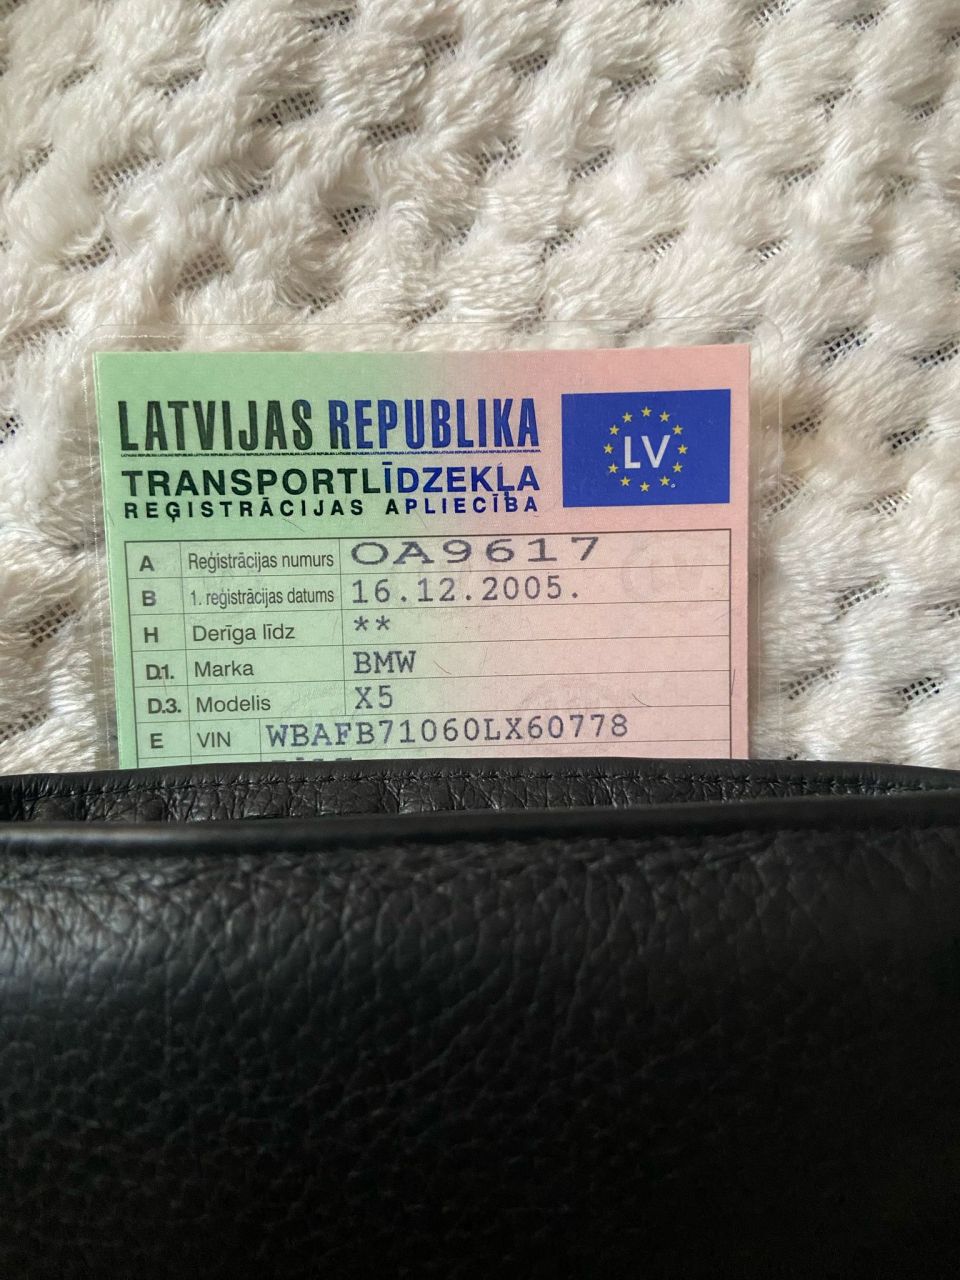 LATVIJAS REPUBLIKA
TRANSPORTLĪDZEKĻA
REĢISTRĀCIJAS APLIECĪBA
LV
A Reģistrācijas numurs OA9617
B 1. reģistrācijas datums 16.12.2005.
H Derīga līdz **
D.1. Marka BMW
D.3. Modelis X5
E VIN WBAFB71060LX60778